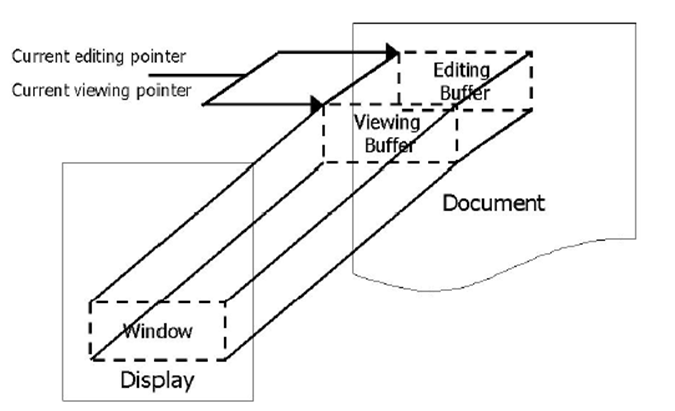 Current editing pointer
Current viewing pointer
Editing
Buffer
Viewing
Buffer
Document
Window
Display